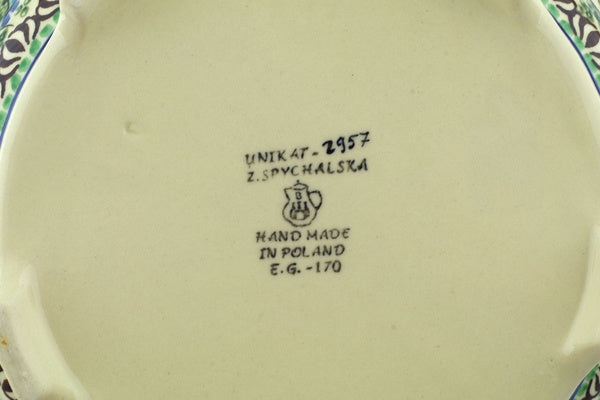 UNIKAT - 2957
Z. SPYCHALSKA
B
HAND MADE
IN POLAND
E.G. - 170